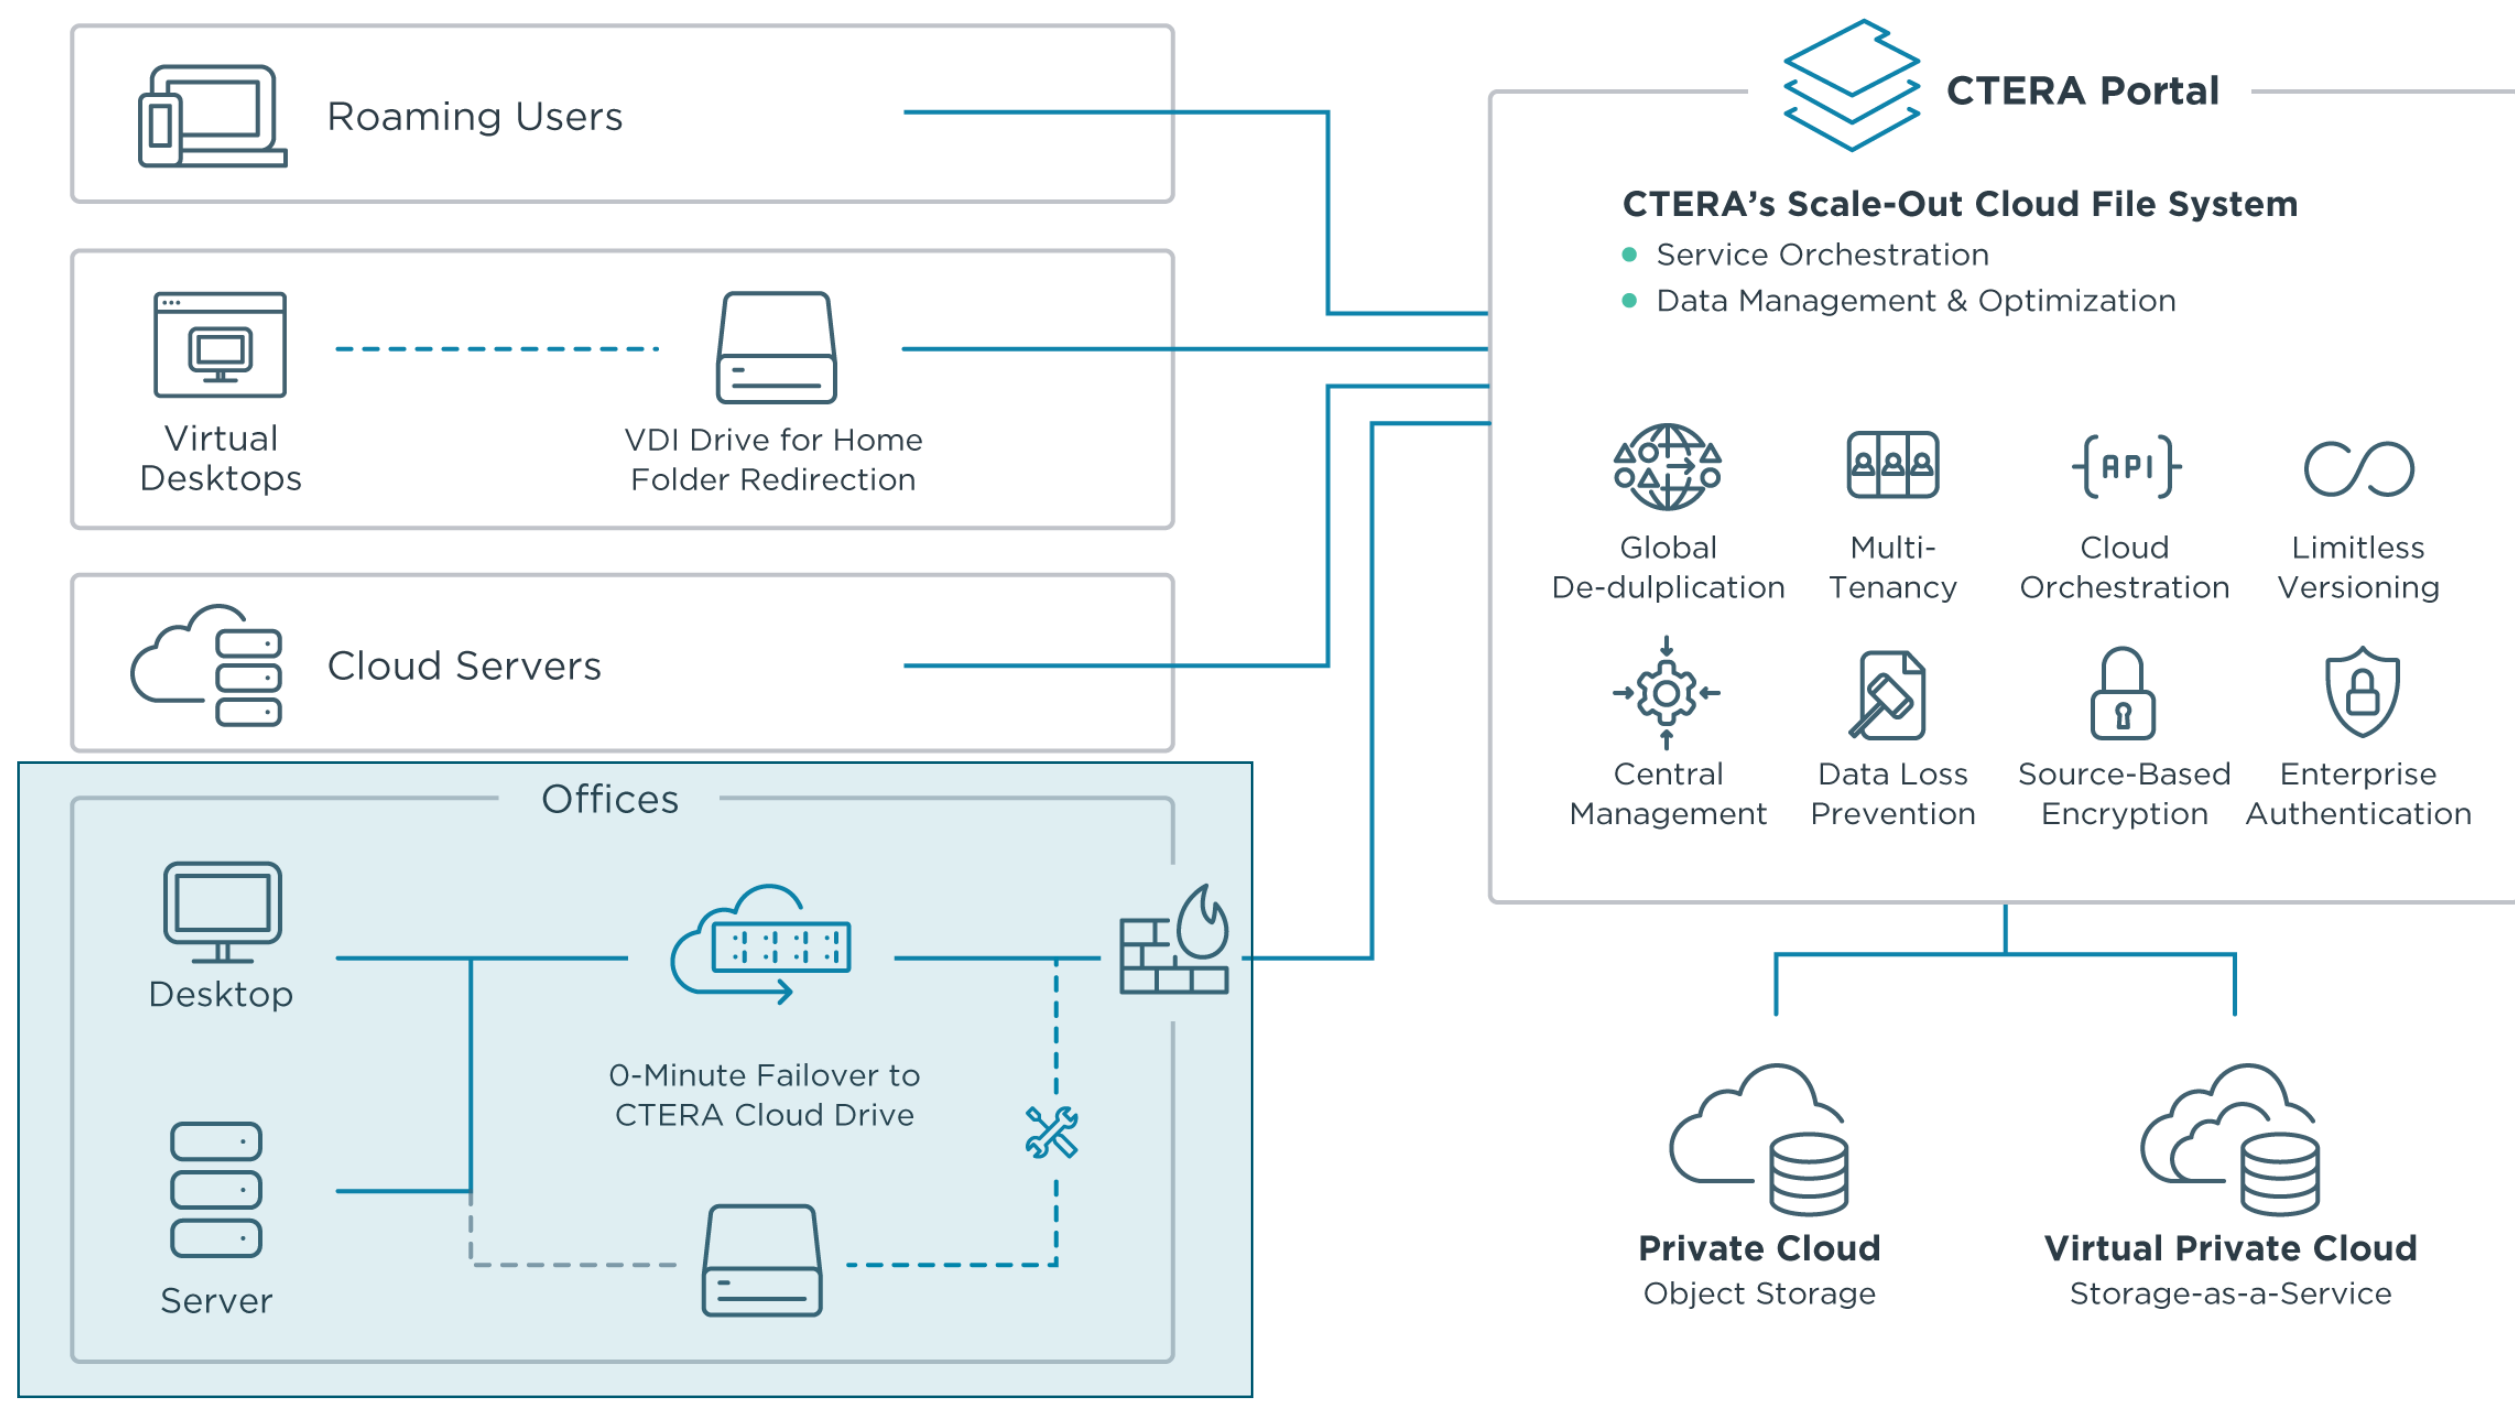 Roaming Users
Virtual
Desktops
VDI Drive for Home
Folder Redirection
Cloud Servers
Offices
Desktop
0-Minute Failover to
CTERA Cloud Drive
Server
CTERA Portal
CTERA's Scale-Out Cloud File System
Service Orchestration
Data Management & Optimization
Global
De-dulplication
Multi-
Tenancy
API
Cloud
Orchestration
Limitless
Versioning
Central
Management
Data Loss
Prevention
Source-Based
Encryption
Enterprise
Authentication
Private Cloud
Object Storage
Virtual Private Cloud
Storage-as-a-Service